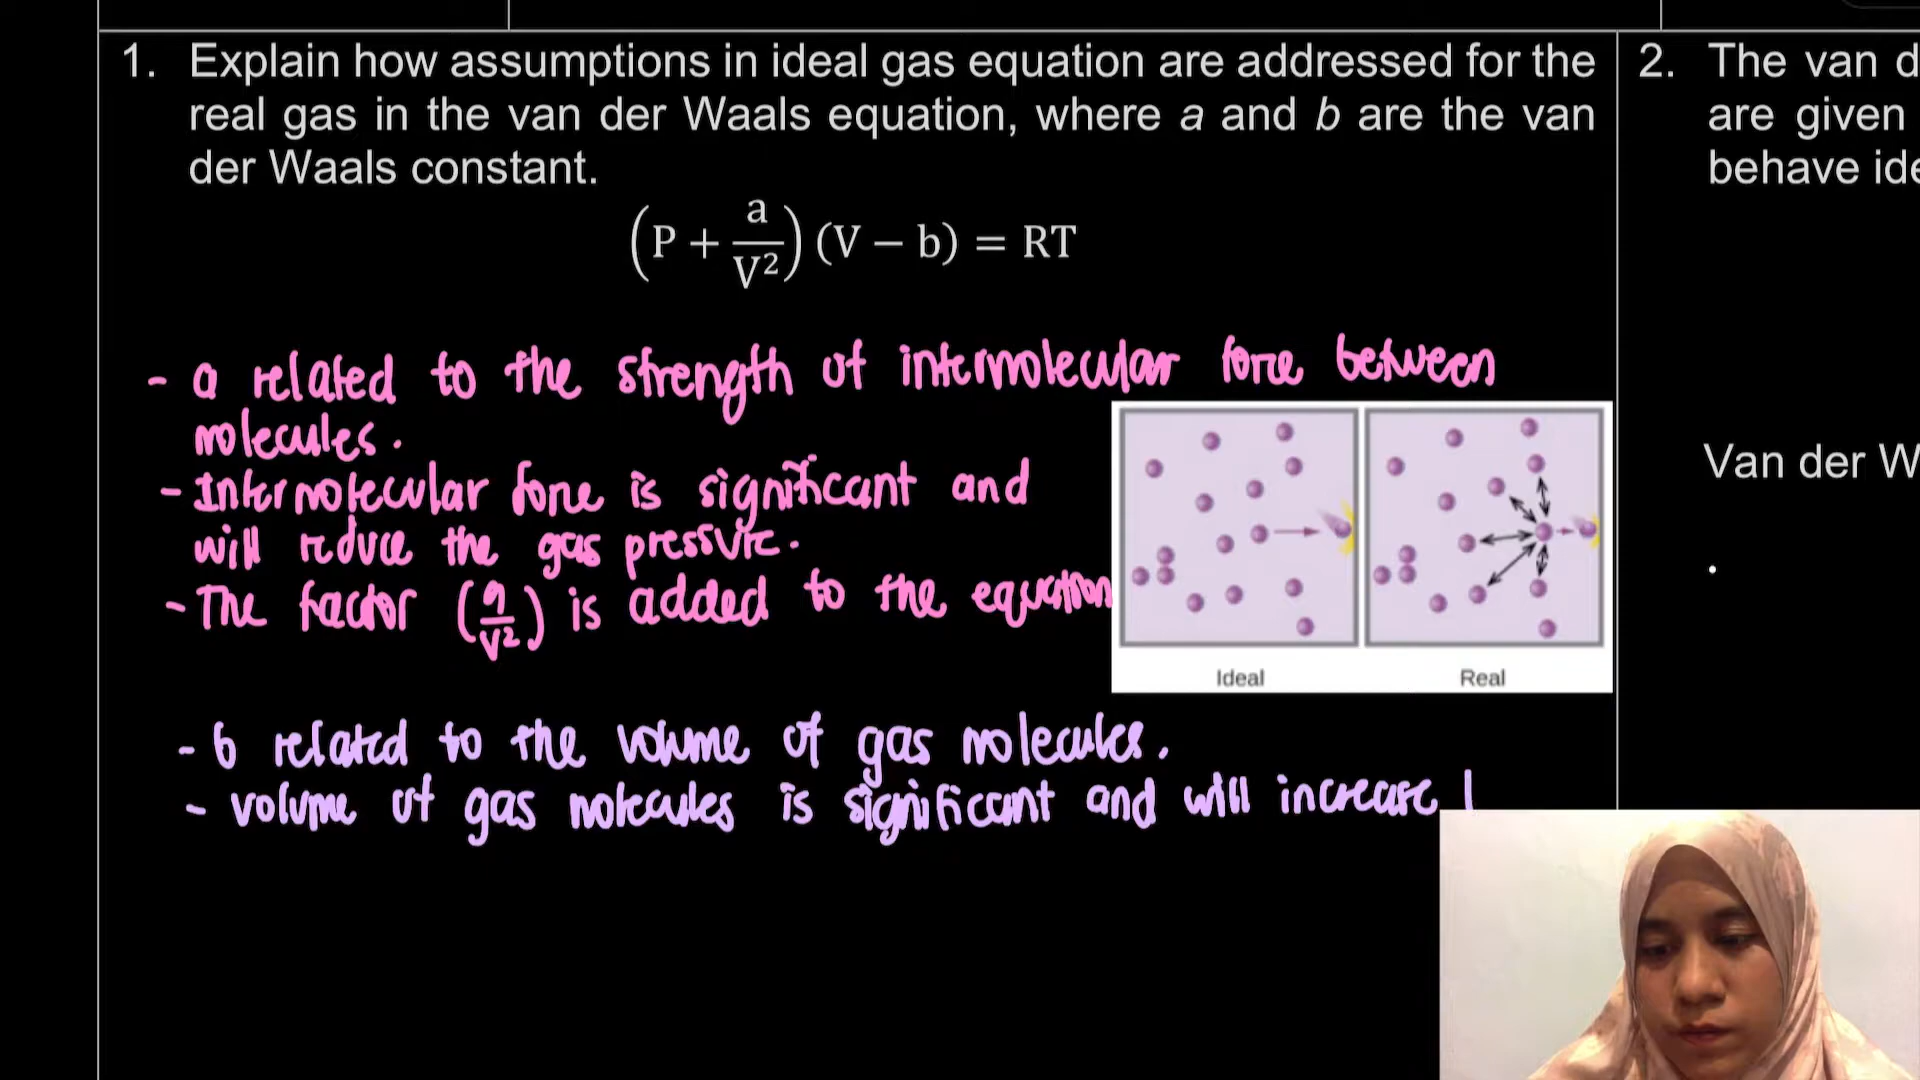 1. Explain how assumptions in ideal gas equation are addressed for the
real gas in the van der Waals equation, where a and b are the van
der Waals constant.
(P + a/V²) (V − b) = RT
- a related to the strength of intermolecular force between
molecules.
- Intermolecular force is significant and
will reduce the gas pressure.
- The factor (a/V²) is added to the equation
Ideal
Real
- b related to the volume of gas molecules.
- volume of gas molecules is significant and will increase
2. The van d
are given
behave ide
Van der W